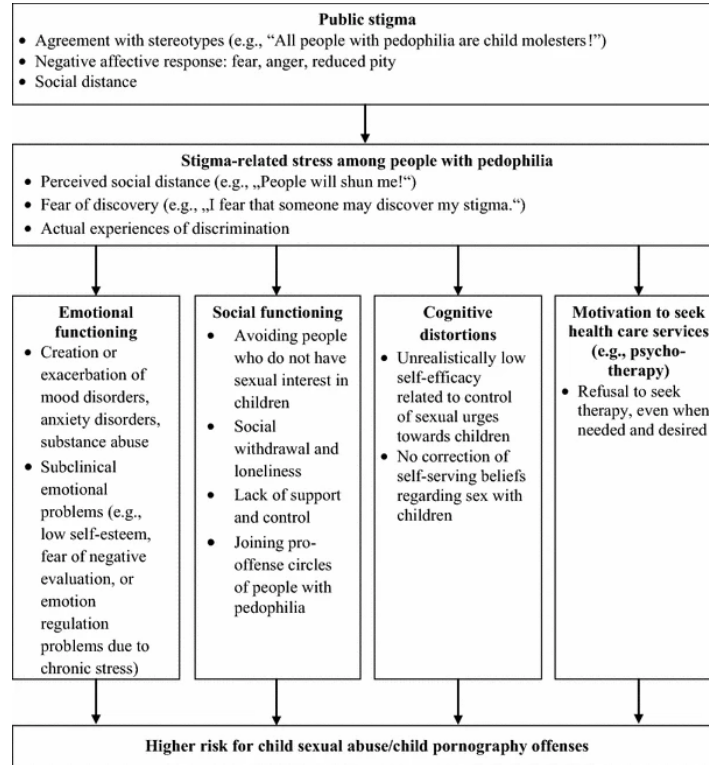 Public stigma
• Agreement with stereotypes (e.g., “All people with pedophilia are child molesters!”)
• Negative affective response: fear, anger, reduced pity
• Social distance
Stigma-related stress among people with pedophilia
• Perceived social distance (e.g., „People will shun me!“)
• Fear of discovery (e.g., „I fear that someone may discover my stigma.“)
• Actual experiences of discrimination
Emotional
functioning
• Creation or
exacerbation of
mood disorders,
anxiety disorders,
substance abuse
• Subclinical
emotional
problems (e.g.,
low self-esteem,
fear of negative
evaluation, or
emotion
regulation
problems due to
chronic stress)
Social functioning
• Avoiding people
who do not have
sexual interest in
children
• Social
withdrawal and
loneliness
• Lack of support
and control
• Joining pro-
offense circles
of people with
pedophilia
Cognitive
distortions
• Unrealistically low
self-efficacy
related to control
of sexual urges
towards children
• No correction of
self-serving beliefs
regarding sex with
children
Motivation to seek
health care services
(e.g., psycho-
therapy)
• Refusal to seek
therapy, even when
needed and desired
Higher risk for child sexual abuse/child pornography offenses